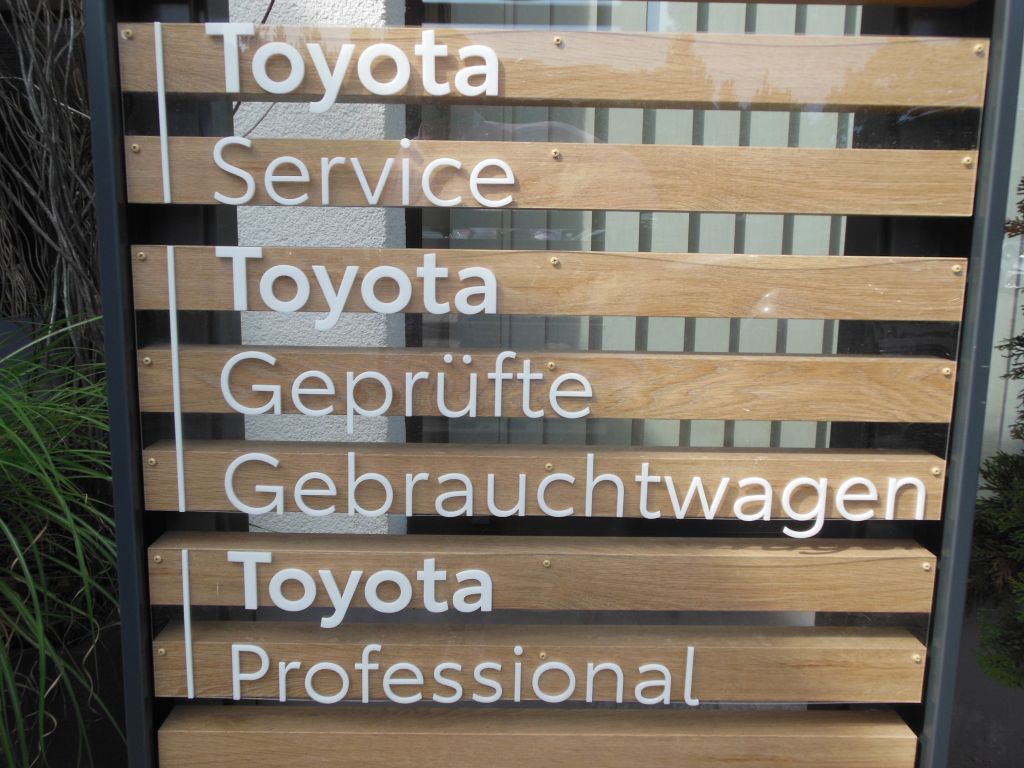 Toyota
Service
Toyota
Geprüfte
Gebrauchtwagen
Toyota
Professional